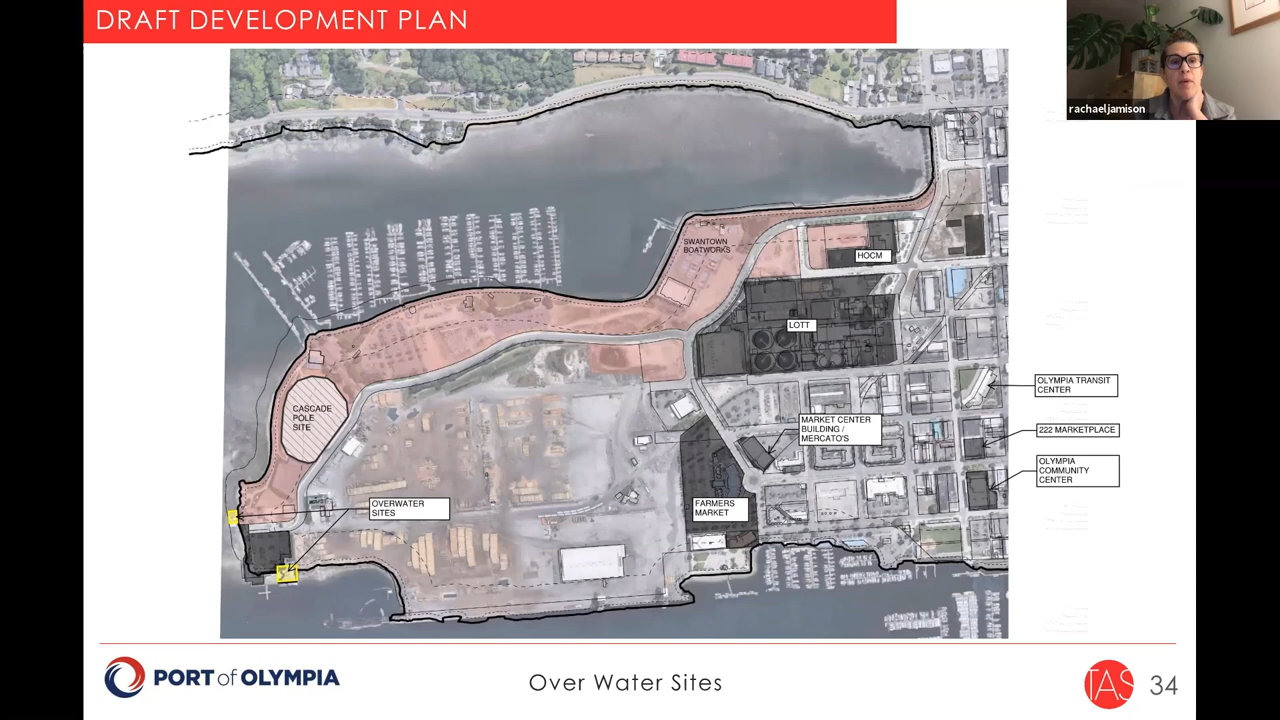 DRAFT DEVELOPMENT PLAN
rachaeljamison
SWANTOWN
BOATWORKS
HOCM
LOTT
OLYMPIA TRANSIT
CENTER
CASCADE
POLE
SITE
MARKET CENTER
BUILDING /
MERCATO'S
222 MARKETPLACE
OLYMPIA
COMMUNITY
CENTER
OVERWATER
SITES
FARMERS
MARKET
PORT of OLYMPIA
Over Water Sites
TAS
34